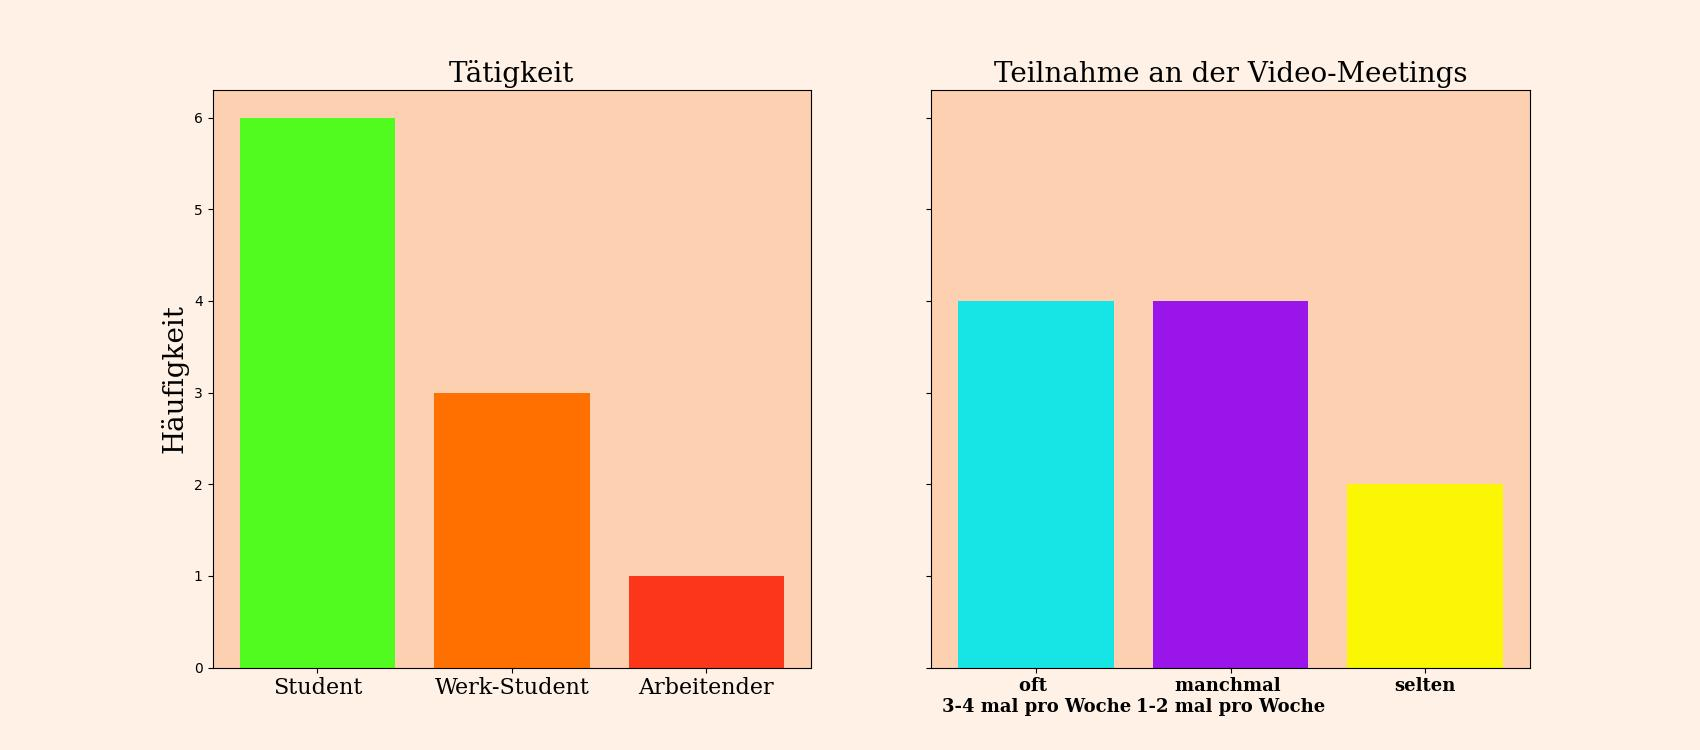 Tätigkeit
Häufigkeit
6
5
4
3
2
1
0
Student Werk-Student Arbeitender
Teilnahme an der Video-Meetings
oft manchmal selten
3-4 mal pro Woche 1-2 mal pro Woche